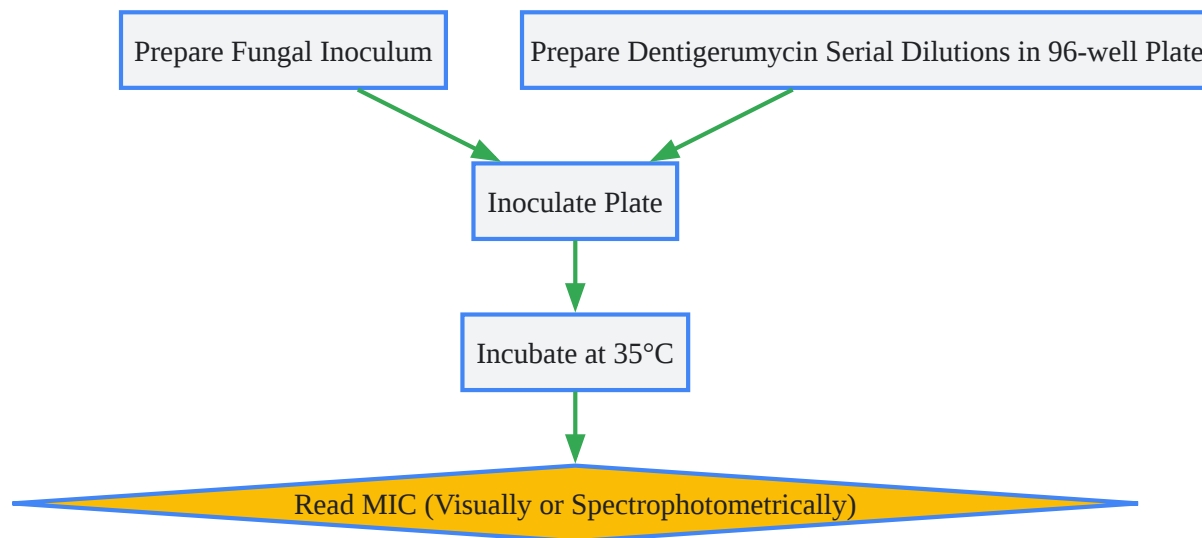 Prepare Fungal Inoculum
Prepare Dentigerumycin Serial Dilutions in 96-well Plate
Inoculate Plate
Incubate at 35°C
Read MIC (Visually or Spectrophotometrically)